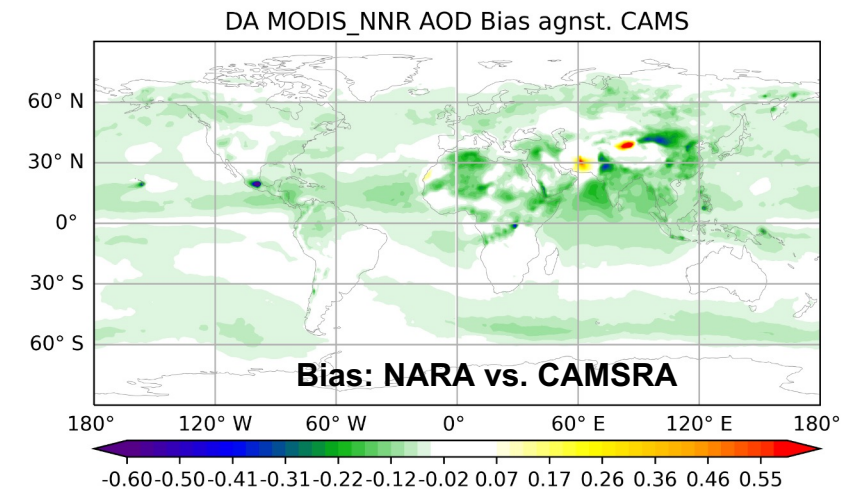 DA MODIS_NNR AOD Bias agnst. CAMS
60° N
30° N
0°
30° S
60° S
Bias: NARA vs. CAMSRA
180° 120° W 60° W 0° 60° E 120° E 180°
-0.60 -0.50 -0.41 -0.31 -0.22 -0.12 -0.02 0.07 0.17 0.26 0.36 0.46 0.55